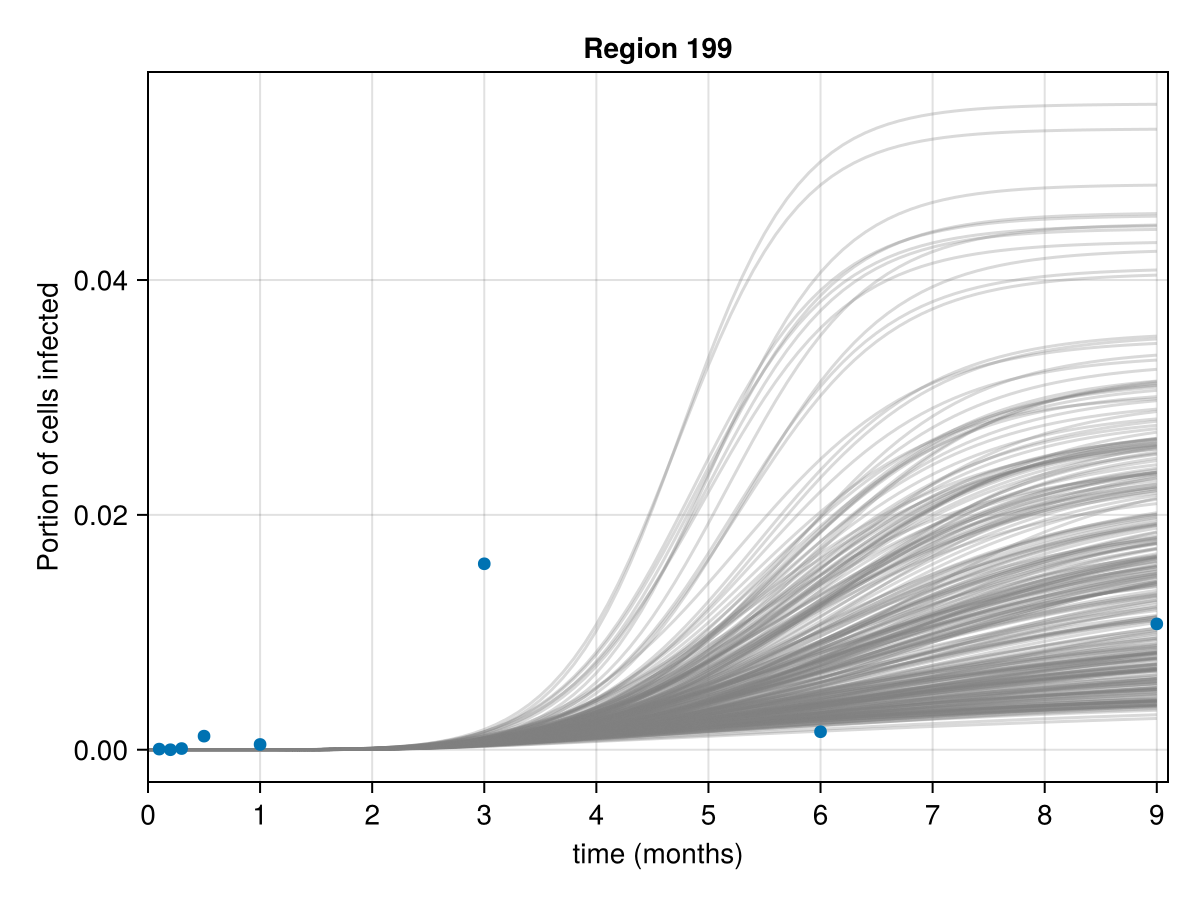 Region 199
Portion of cells infected
0.04
0.02
0.00
0 1 2 3 4 5 6 7 8 9
time (months)